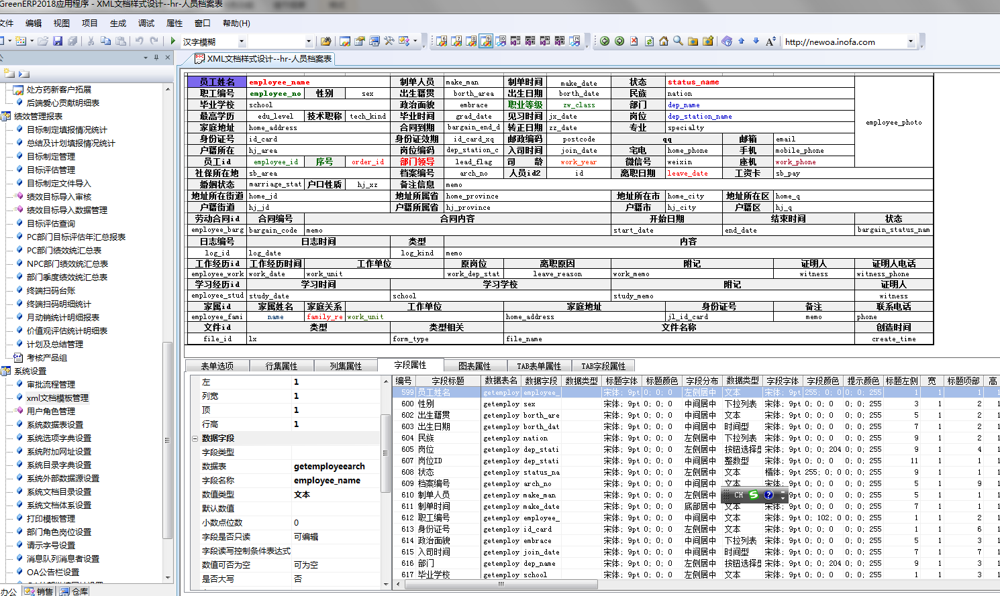 GreenERP2018应用程序 - XML文档样式设计--hr-人员档案表
文件 编辑 视图 项目 生成 调试 属性 窗口 帮助(H)
汉字模糊 http://newoa.inofa.com
XML文档样式设计--hr-人员档案表
处方药新客户拓展
后端爱心贡献明细表
绩效管理报表
目标制定填报情况统计
总结及计划填报情况统计
目标制定管理
目标评估管理
目标制定文件导入
绩效目标导入审核
绩效目标导入数据管理
目标评估查询
PC部门目标评估年汇总报表
PC部门绩效统汇总表
NPC部门绩效统汇总表
部门季度绩效统汇总表
终端扫码台账
终端扫码明细统计
月动销统计明细报表
价值观评估统计明细表
计划及总结管理
考核产品组
系统设置
审批流程管理
xml文档模板管理
用户角色管理
系统数据表设置
系统选项字典设置
系统附加网址设置
系统目录字典设置
系统外部数据源设置
系统文档目录设置
系统文档体系设置
打印模板管理
部门角色岗位设置
请示字号设置
消息队列消息者设置
OA公告栏设置
办公 销售 仓库
员工姓名 employee_name 制单人员 make_man 制单时间 make_date 状态 status_name
职工编号 employee_no 性别 sex 出生籍贯 borth_area 出生日期 borth_date 民族 nation
毕业学校 school 政治面貌 embrace 职业等级 zw_class 部门 dep_name
最高学历 edu_level 技术职称 tech_kind 毕业时间 grad_date 见习时间 jx_date 岗位 dep_station_name
employee_photo
家庭地址 home_address 合同到期 bargain_end_d 转正日期 zz_date 专业 specialty
身份证号 id_card 身份证效期 id_card_xq 邮政编码 postcode qq 邮箱 email
户籍所在 hj_area 岗位编码 dep_station_c 入司时间 join_date 宅电 home_phone 手机 mobile_phone
员工id employee_id 序号 order_id 部门领导 lead_flag 司 龄 work_year 微信号 weixin 座机 work_phone
社保所在地 sb_area 档案编号 arch_no 人员id2 id 离职日期 leave_date 工资卡 sb_pay
婚姻状态 marriage_stat 户口性质 hj_xz 备注信息 memo
地址所在街道 home_jd 地址所属省 home_province 地址所在市 home_city 地址所在区 home_q
户籍街道 hj_jd 户籍所属省 hj_province 户籍市 hj_city 户籍区 hj_q
劳动合同id 合同编号 合同内容 开始日期 结束时间 状态
employee_barg bargain_code memo start_date end_date bargain_status_nam
日志编号 日志时间 类型 内容
log_id log_date log_kind memo
工作经历id 工作经历时间 工作单位 原岗位 离职原因 附记 证明人 证明人电话
employee_work work_date work_unit work_dep_stat leave_reason work_memo witness witness_phone
学习经历id 学习时间 学习学校 附记 证明人
employee_stud study_date school study_memo witness
家属id 家属姓名 家庭关系 工作单位 家庭地址 身份证号 备注 联系电话
employee_fami name family_re work_unit home_address jl_id_card memo phone
文件id 类型 类型相关 文件名称 创造时间
file_id lx form_type file_name create_time
表单选项 行集属性 列集属性 字段属性 图表属性 TAB表单属性 TAB字段属性
左 1
列宽 1
顶 1
行高 1
数据字段
字段类型
数据表 getemployeearch
字段名称 employee_name
数值类型 文本
默认数值
小数点位数 0
字段是否只读 可编辑
字段读写控制条件表达式
数值可否为空 可为空
是否大写 否
编号 字段标题 数据表名 数据字段 数据类型 标题字体 标题颜色 字段分布 数据类型 字段字体 字段颜色 提示颜色 标题左侧 宽 标题顶部 高
599 员工姓名 getemploy employee_ 宋体; 9pt 0; 0; 0 左侧居中 文本 宋体; 9pt 255; 0; 0 0; 0; 255 1 1 1 1
600 性别 getemploy sex 宋体; 9pt 0; 0; 0 中间居中 下拉列表 宋体; 9pt 0; 0; 0 0; 0; 255 3 1 2 1
602 出生籍贯 getemploy borth_are 宋体; 9pt 0; 0; 0 中间居中 文本 宋体; 9pt 0; 0; 0 0; 0; 255 5 1 2 1
603 出生日期 getemploy borth_dat 宋体; 9pt 0; 0; 0 中间居中 时间型 宋体; 9pt 0; 0; 0 0; 0; 255 7 1 2 1
604 民族 getemploy nation 宋体; 9pt 0; 0; 0 左侧居中 下拉列表 宋体; 9pt 0; 0; 0 0; 0; 255 9 1 2 1
605 岗位 getemploy dep_stati 宋体; 9pt 0; 0; 0 左侧居中 按钮选择型 宋体; 9pt 0; 0; 204 0; 0; 255 9 1 4 1
607 岗位ID getemploy dep_stati 宋体; 9pt 0; 0; 0 中间居中 整数型 宋体; 9pt 0; 0; 0 0; 0; 255 11 1 1 1
608 状态 getemploy status_na 宋体; 9pt 0; 0; 0 左侧居中 文本 楷体; 9pt 255; 0; 0 0; 0; 255 9 1 1 1
609 档案编号 getemploy arch_no 宋体; 9pt 0; 0; 0 中间居中 文本 宋体; 9pt 0; 0; 0 0; 0; 255 5 1 9 1
610 制单人员 getemploy make_man 宋体; 9pt 0; 0; 0 左侧居中 CH 9pt 0; 0; 0 0; 0; 255 5 1 1 1
611 制单时间 getemploy make_date 宋体; 9pt 0; 0; 0 底部居中 文本 宋体; 9pt 0; 0; 0 0; 0; 255 7 1 1 1
612 职工编号 getemploy employee_ 宋体; 9pt 0; 0; 0 中间居中 文本 宋体; 9pt 0; 102; 0 0; 0; 255 1 1 2 1
613 身份证号 getemploy id_card 宋体; 9pt 0; 0; 0 左侧居中 文本 宋体; 9pt 0; 0; 0 0; 0; 255 1 1 6 1
614 政治面貌 getemploy embrace 宋体; 9pt 0; 0; 0 中间居中 下拉列表 宋体; 9pt 0; 0; 0 0; 0; 255 5 1 3 1
615 入司时间 getemploy join_date 宋体; 9pt 0; 0; 0 中间居中 时间型 宋体; 9pt 0; 0; 0 0; 0; 255 7 1 7 1
616 部门 getemploy dep_name 宋体; 9pt 0; 0; 0 左侧居中 按钮选择型 宋体; 9pt 0; 0; 204 0; 0; 255 9 1 3 1
617 毕业学校 getemploy school 宋体; 9pt 0; 0; 0 左侧居中 文本 宋体; 9pt 0; 0; 0 0; 0; 255 1 1 3 1